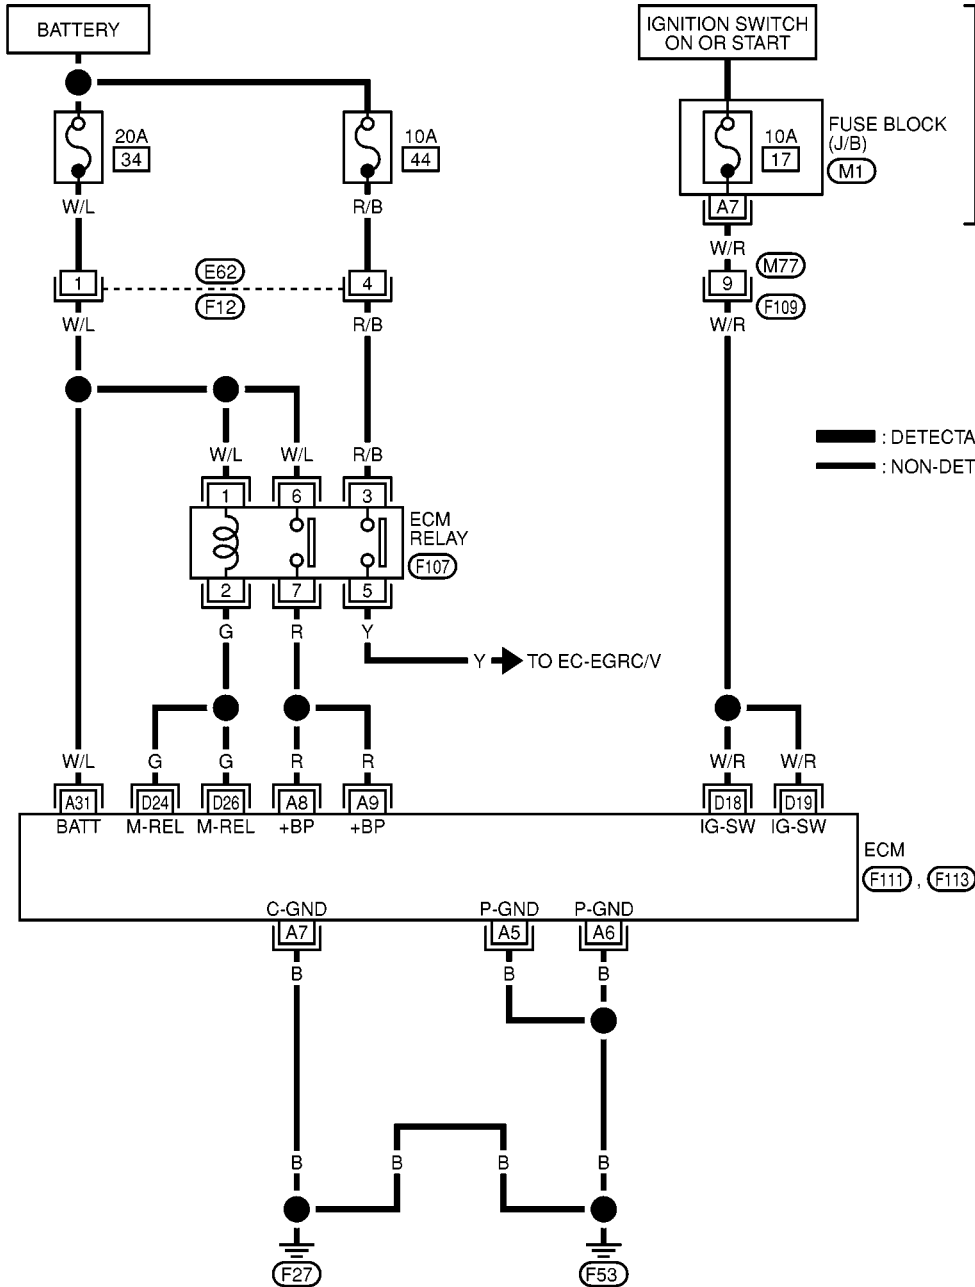 BATTERY
IGNITION SWITCH
ON OR START
20A
34
10A
44
10A
17
FUSE BLOCK
(J/B)
M1
A7
W/L
R/B
W/R
1
E62
F12
4
9
M77
F109
W/L
R/B
W/R
: DETECTA
: NON-DET
W/L
W/L
R/B
1
6
3
ECM
RELAY
F107
2
7
5
G
R
Y
Y
TO EC-EGRC/V
W/L
G
G
R
R
W/R
W/R
A31
D24
D26
A8
A9
D18
D19
BATT
M-REL
M-REL
+BP
+BP
IG-SW
IG-SW
ECM
F111 , F113
C-GND
P-GND
P-GND
A7
A5
A6
B
B
B
B
B
B
B
F27
F53